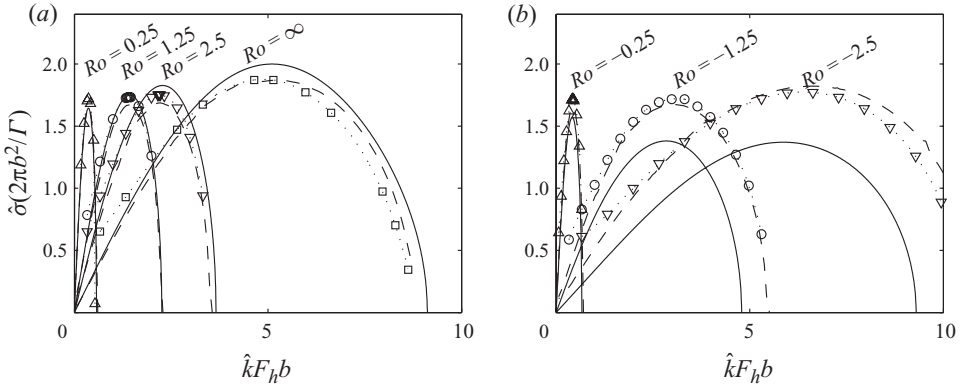 (a)
Ro = 0.25
Ro = 1.25
Ro = 2.5
Ro = ∞
2.0
1.5
1.0
0.5
0
5
10
σ̂(2πb²/Γ)
k̂F_h b
(b)
Ro = −0.25
Ro = −1.25
Ro = −2.5
2.0
1.5
1.0
0.5
0
5
10
k̂F_h b